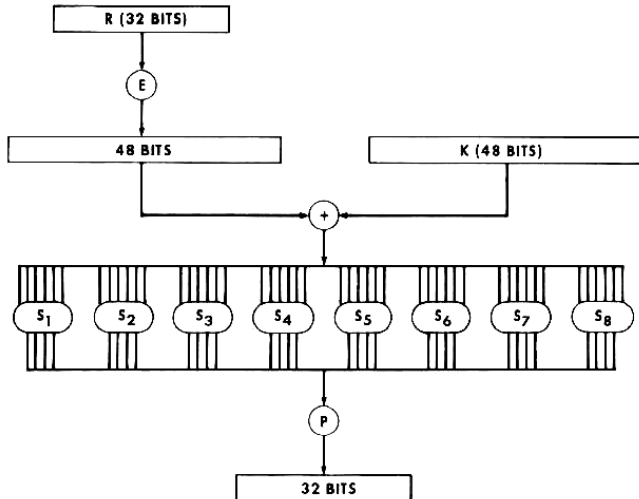 R (32 BITS)
E
48 BITS
K (48 BITS)
+
S1 S2 S3 S4 S5 S6 S7 S8
P
32 BITS